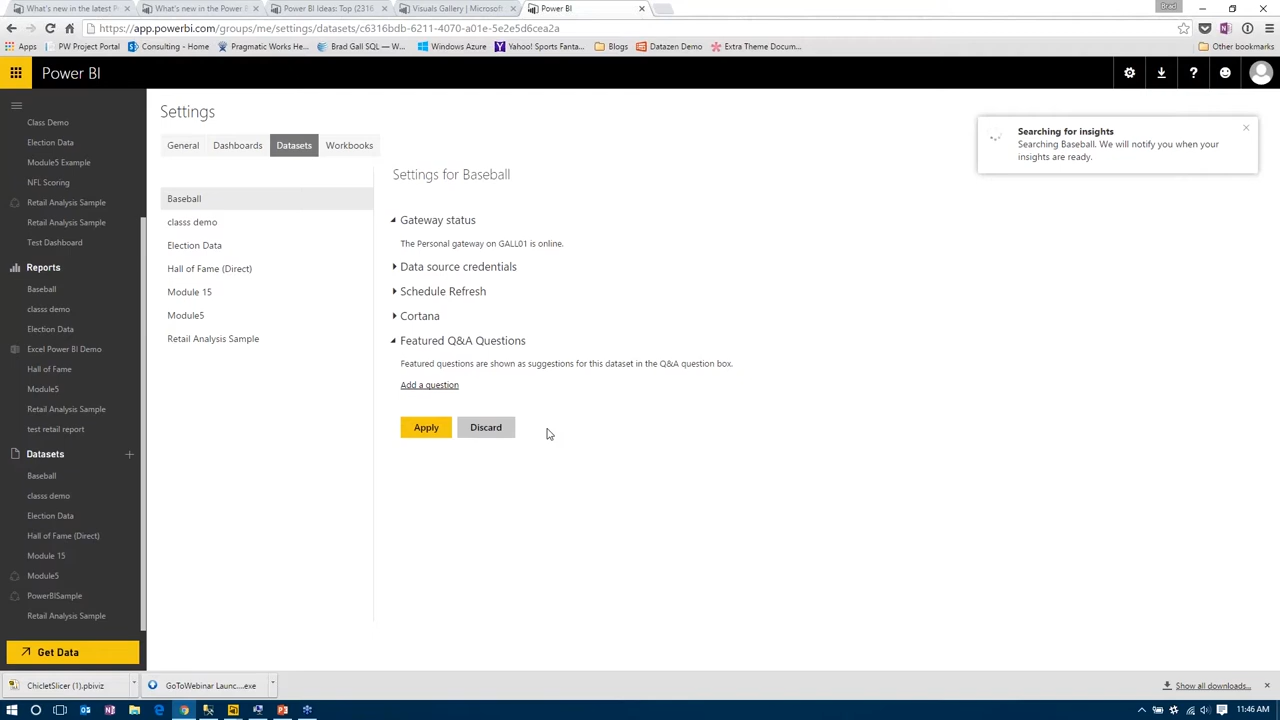 What's new in the latest P
What's new in the Power B
Power BI Ideas: Top (2316
Visuals Gallery | Microsoft
Power BI
Brad
https://app.powerbi.com/groups/me/settings/datasets/c6316bdb-6211-4070-a01e-5e2e5d6cea2a
Apps
PW Project Portal
Consulting - Home
Pragmatic Works He...
Brad Gall SQL — W...
Windows Azure
Yahoo! Sports Fanta...
Blogs
Datazen Demo
Extra Theme Docum...
Other bookmarks
Power BI
Class Demo
Election Data
Module5 Example
NFL Scoring
Retail Analysis Sample
Retail Analysis Sample
Test Dashboard
Reports
Baseball
classs demo
Election Data
Excel Power BI Demo
Hall of Fame
Module5
Retail Analysis Sample
test retail report
Datasets
Baseball
classs demo
Election Data
Hall of Fame (Direct)
Module 15
Module5
PowerBISample
Retail Analysis Sample
Get Data
Settings
General
Dashboards
Datasets
Workbooks
Baseball
classs demo
Election Data
Hall of Fame (Direct)
Module 15
Module5
Retail Analysis Sample
Settings for Baseball
Gateway status
The Personal gateway on GALL01 is online.
Data source credentials
Schedule Refresh
Cortana
Featured Q&A Questions
Featured questions are shown as suggestions for this dataset in the Q&A question box.
Add a question
Apply
Discard
Searching for insights
Searching Baseball. We will notify you when your
insights are ready.
ChicletSlicer (1).pbiviz
GoToWebinar Launc....exe
Show all downloads...
11:46 AM